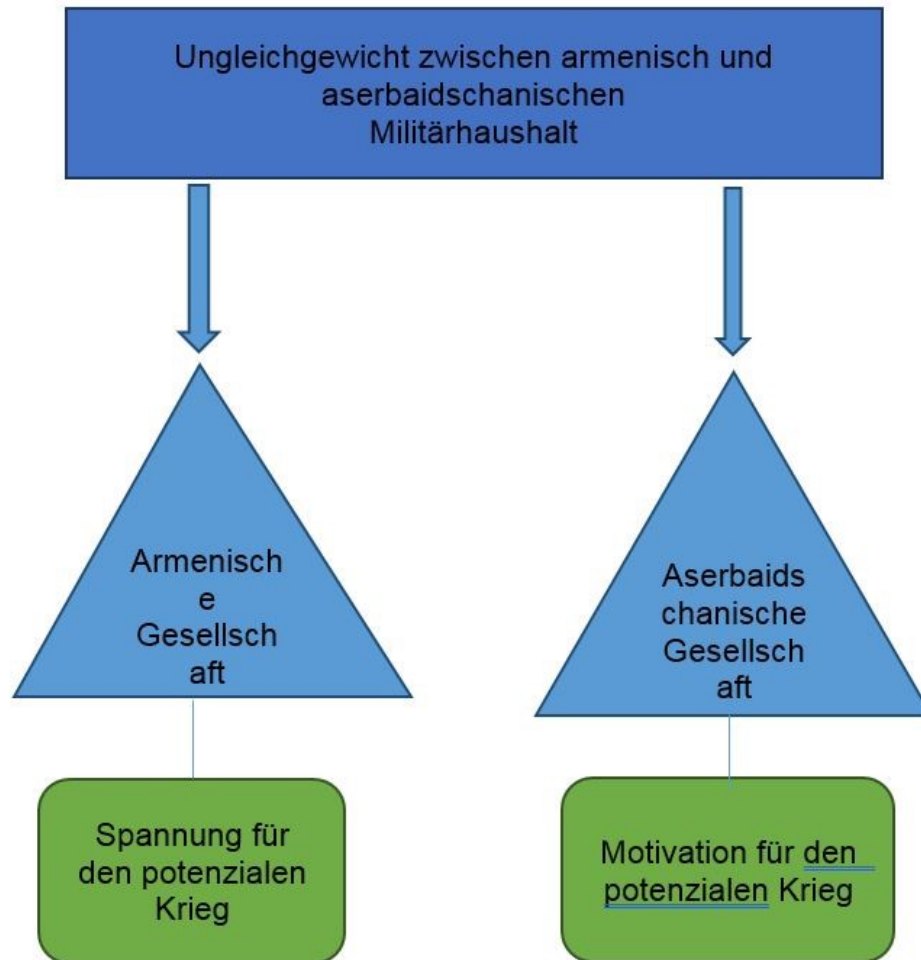 Ungleichgewicht zwischen armenisch und
aserbaidschanischen
Militärhaushalt
Armenisch
e
Gesellsch
aft
Aserbaids
chanische
Gesellsch
aft
Spannung für
den potenzialen
Krieg
Motivation für den
potenzialen Krieg